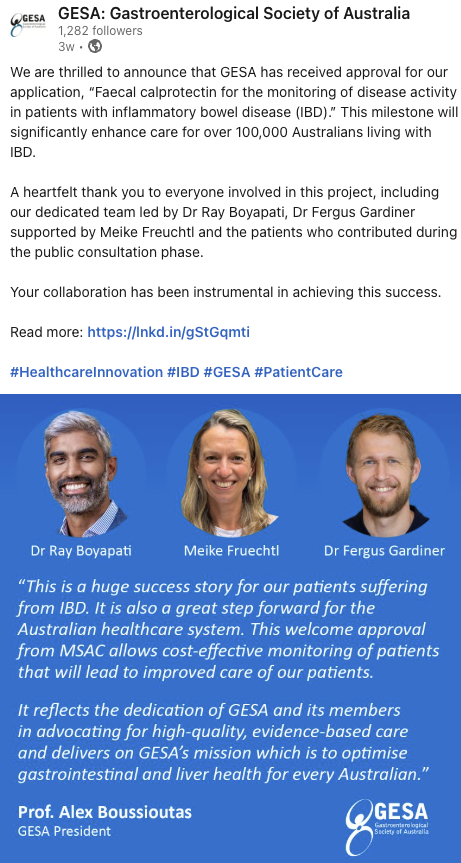 GESA
GESA: Gastroenterological Society of Australia
1,282 followers
3w •
We are thrilled to announce that GESA has received approval for our
application, “Faecal calprotectin for the monitoring of disease activity
in patients with inflammatory bowel disease (IBD).” This milestone will
significantly enhance care for over 100,000 Australians living with
IBD.
A heartfelt thank you to everyone involved in this project, including
our dedicated team led by Dr Ray Boyapati, Dr Fergus Gardiner
supported by Meike Freuchtl and the patients who contributed during
the public consultation phase.
Your collaboration has been instrumental in achieving this success.
Read more: https://lnkd.in/gStGqmti
#HealthcareInnovation #IBD #GESA #PatientCare
Dr Ray Boyapati
Meike Fruechtl
Dr Fergus Gardiner
“This is a huge success story for our patients suffering
from IBD. It is also a great step forward for the
Australian healthcare system. This welcome approval
from MSAC allows cost-effective monitoring of patients
that will lead to improved care of our patients.
It reflects the dedication of GESA and its members
in advocating for high-quality, evidence-based care
and delivers on GESA’s mission which is to optimise
gastrointestinal and liver health for every Australian.”
Prof. Alex Boussioutas
GESA President
GESA
Gastroenterological
Society of Australia